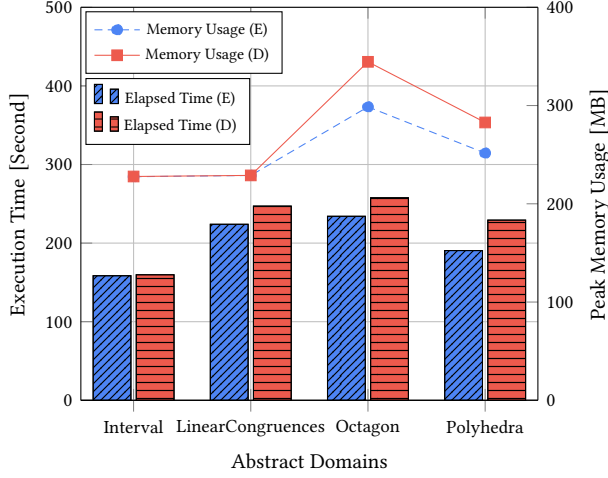 500
400
300
200
100
0
Execution Time [Second]
Memory Usage (E)
Memory Usage (D)
Elapsed Time (E)
Elapsed Time (D)
400
300
200
100
0
Peak Memory Usage [MB]
Interval LinearCongruences Octagon Polyhedra
Abstract Domains